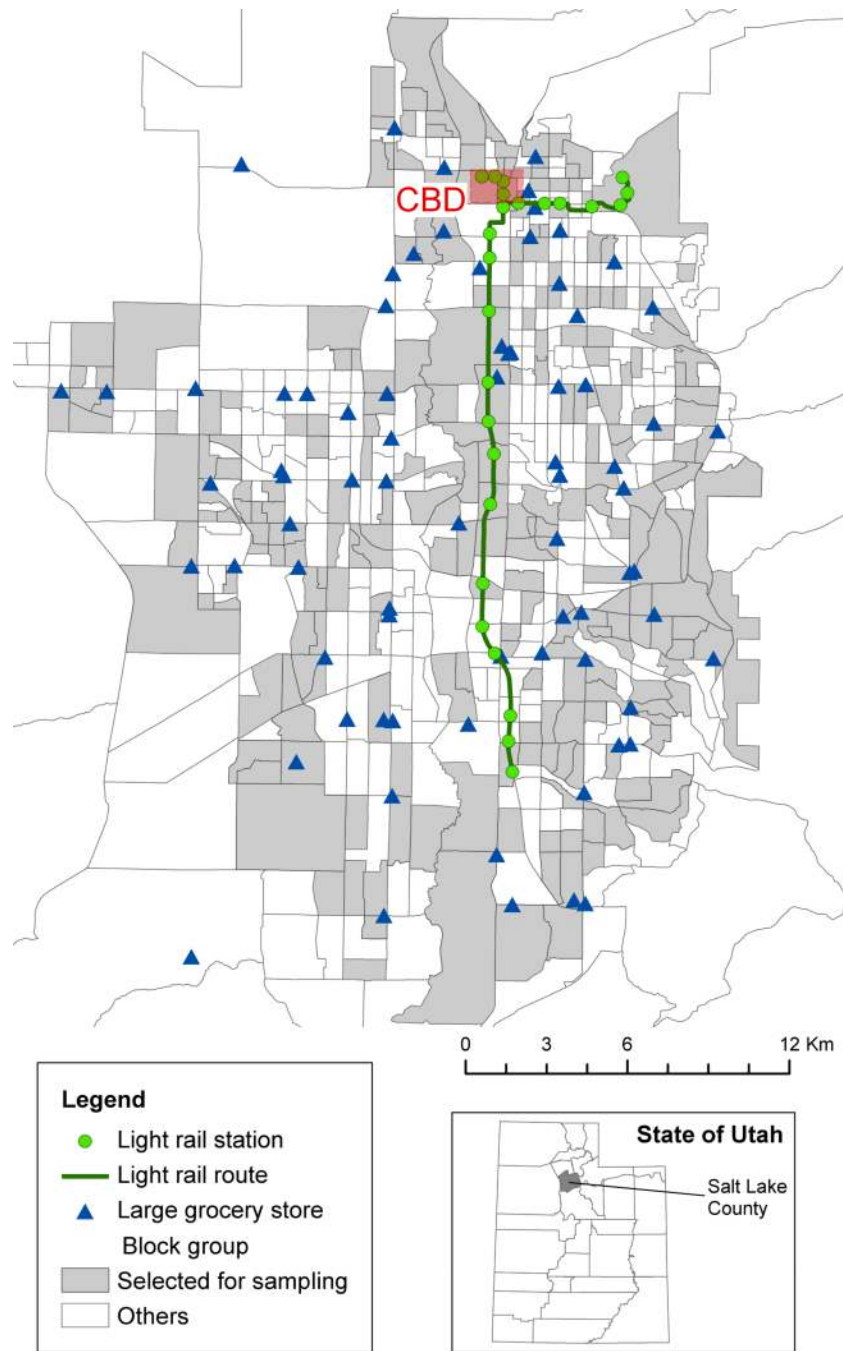 CBD
0 3 6 12 Km
Legend
Light rail station
Light rail route
Large grocery store
Block group
Selected for sampling
Others
State of Utah
Salt Lake
County